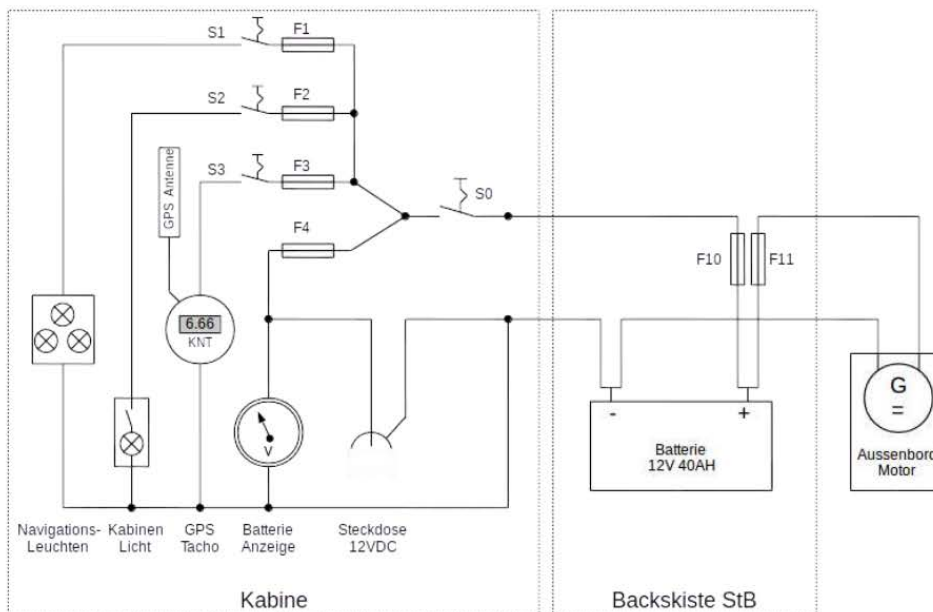 S1
F1
S2
F2
S3
F3
S0
GPS Antenne
F4
F10
F11
6.66
KNT
G
=
V
-
+
Batterie
12V 40AH
Aussenbord
Motor
Navigations-
Leuchten
Kabinen
Licht
GPS
Tacho
Batterie
Anzeige
Steckdose
12VDC
Kabine
Backskiste StB